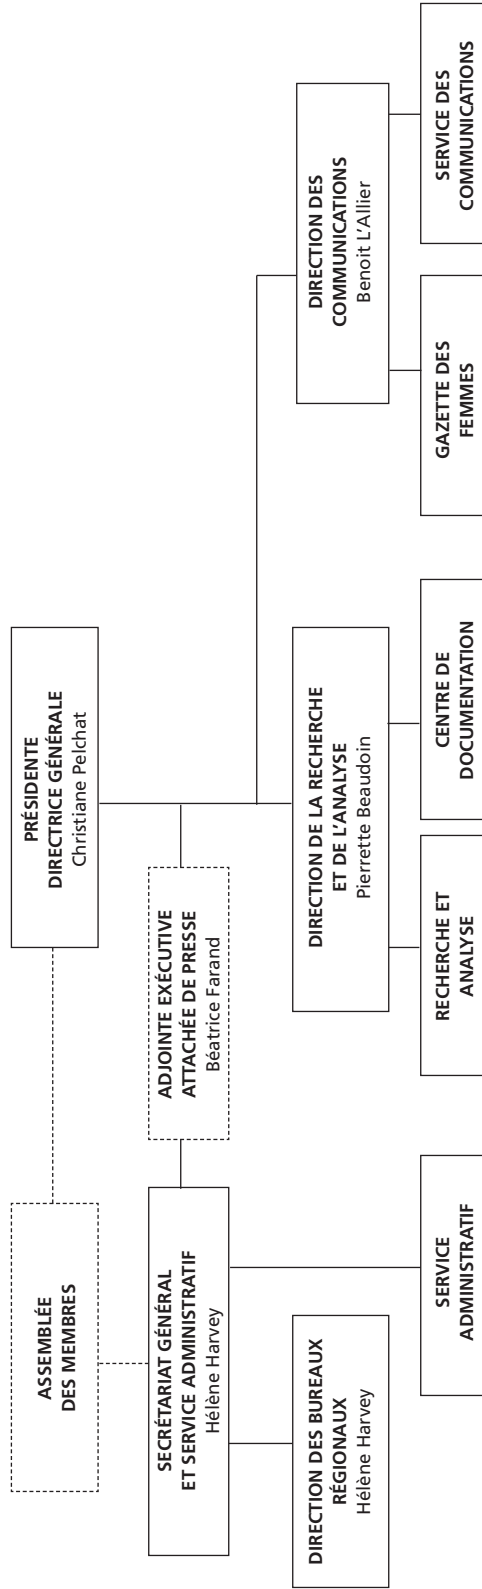 ASSEMBLÉE
DES MEMBRES
PRÉSIDENTE
DIRECTRICE GÉNÉRALE
Christiane Pelchat
SECRÉTARIAT GÉNÉRAL
ET SERVICE ADMINISTRATIF
Hélène Harvey
ADJOINTE EXÉCUTIVE
ATTACHÉE DE PRESSE
Béatrice Farand
DIRECTION DES BUREAUX
RÉGIONAUX
Hélène Harvey
DIRECTION DE LA RECHERCHE
ET DE L'ANALYSE
Pierrette Beaudoin
DIRECTION DES
COMMUNICATIONS
Benoit L'Allier
SERVICE
ADMINISTRATIF
RECHERCHE ET
ANALYSE
CENTRE DE
DOCUMENTATION
GAZETTE DES
FEMMES
SERVICE DES
COMMUNICATIONS